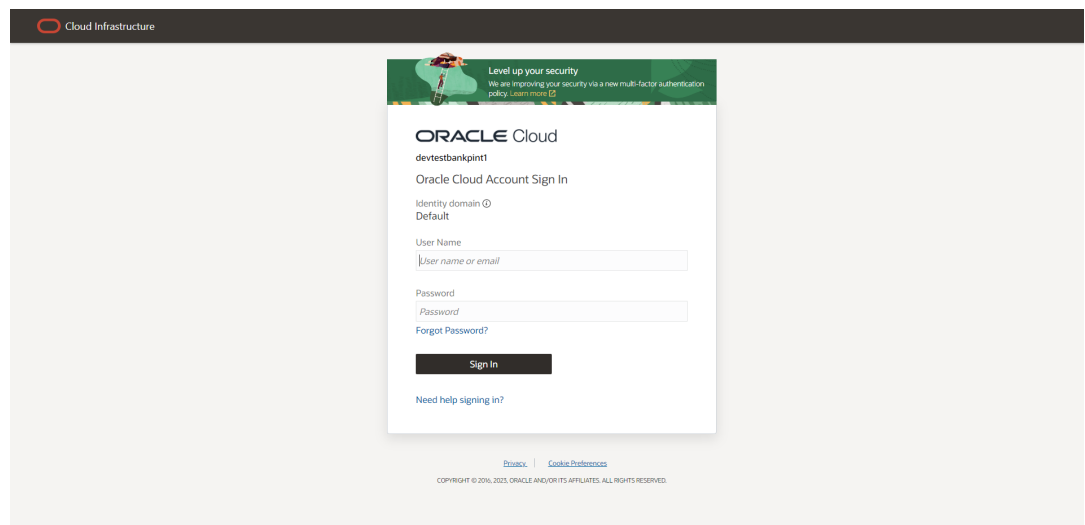 Cloud Infrastructure
Level up your security
We are improving your security via a new multi-factor authentication
policy. Learn more
ORACLE Cloud
devtestbankpint1
Oracle Cloud Account Sign In
Identity domain
Default
User Name
User name or email
Password
Password
Forgot Password?
Sign In
Need help signing in?
Privacy Cookie Preferences
COPYRIGHT © 2016, 2023, ORACLE AND/OR ITS AFFILIATES. ALL RIGHTS RESERVED.